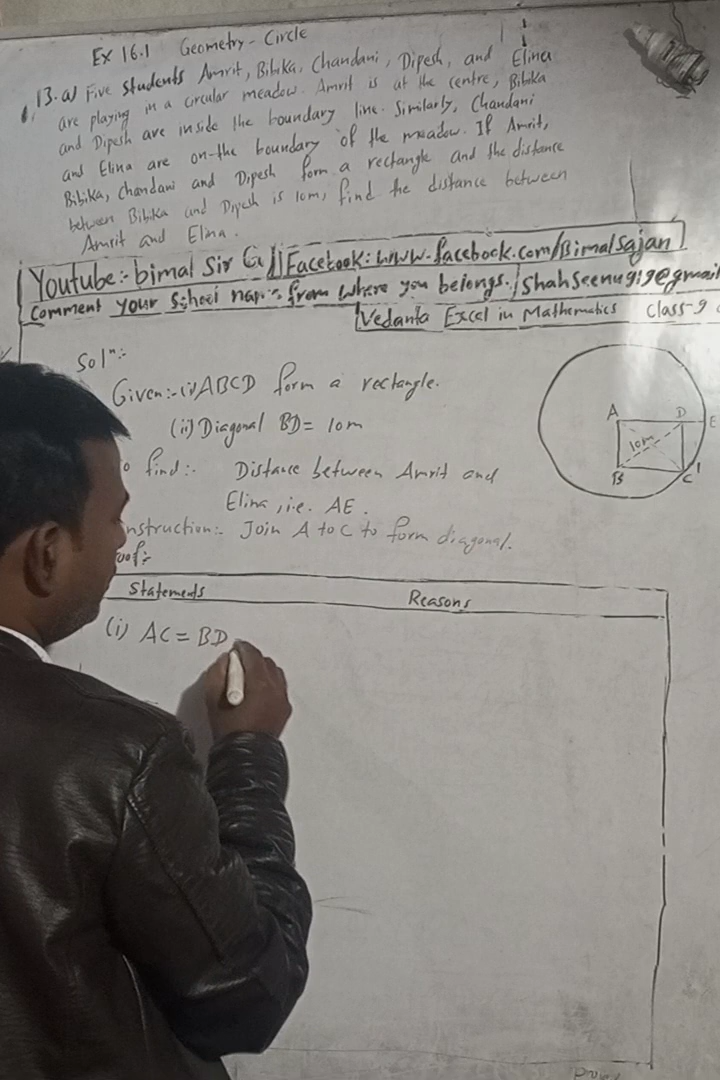 Ex 16.1 Geometry - Circle
13. a) Five students Amrit, Bibika, Chandani, Dipesh, and Elina
are playing in a circular meadow. Amrit is at the centre, Bibika
and Dipesh are inside the boundary line. Similarly, Chandani
and Elina are on-the boundary of the meadow. If Amrit,
Bibika, Chandani and Dipesh form a rectangle and the distance
between Bibika and Dipesh is 10m, find the distance between
Amrit and Elina.
Youtube:- bimal Sir Facebook: www.facebook.com/Bimalsajan
Comment your School name from where you belongs.
Vedanta Excel in Mathematics Class-9
Solⁿ:-
Given:- (i) ABCD form a rectangle.
(ii) Diagonal BD = 10m
o find:- Distance between Amrit and
Elina, i.e. AE.
nstruction:- Join A to C to form diagonal.
oof:-
Statements Reasons
(i) AC = BD
A D E
10m
B C